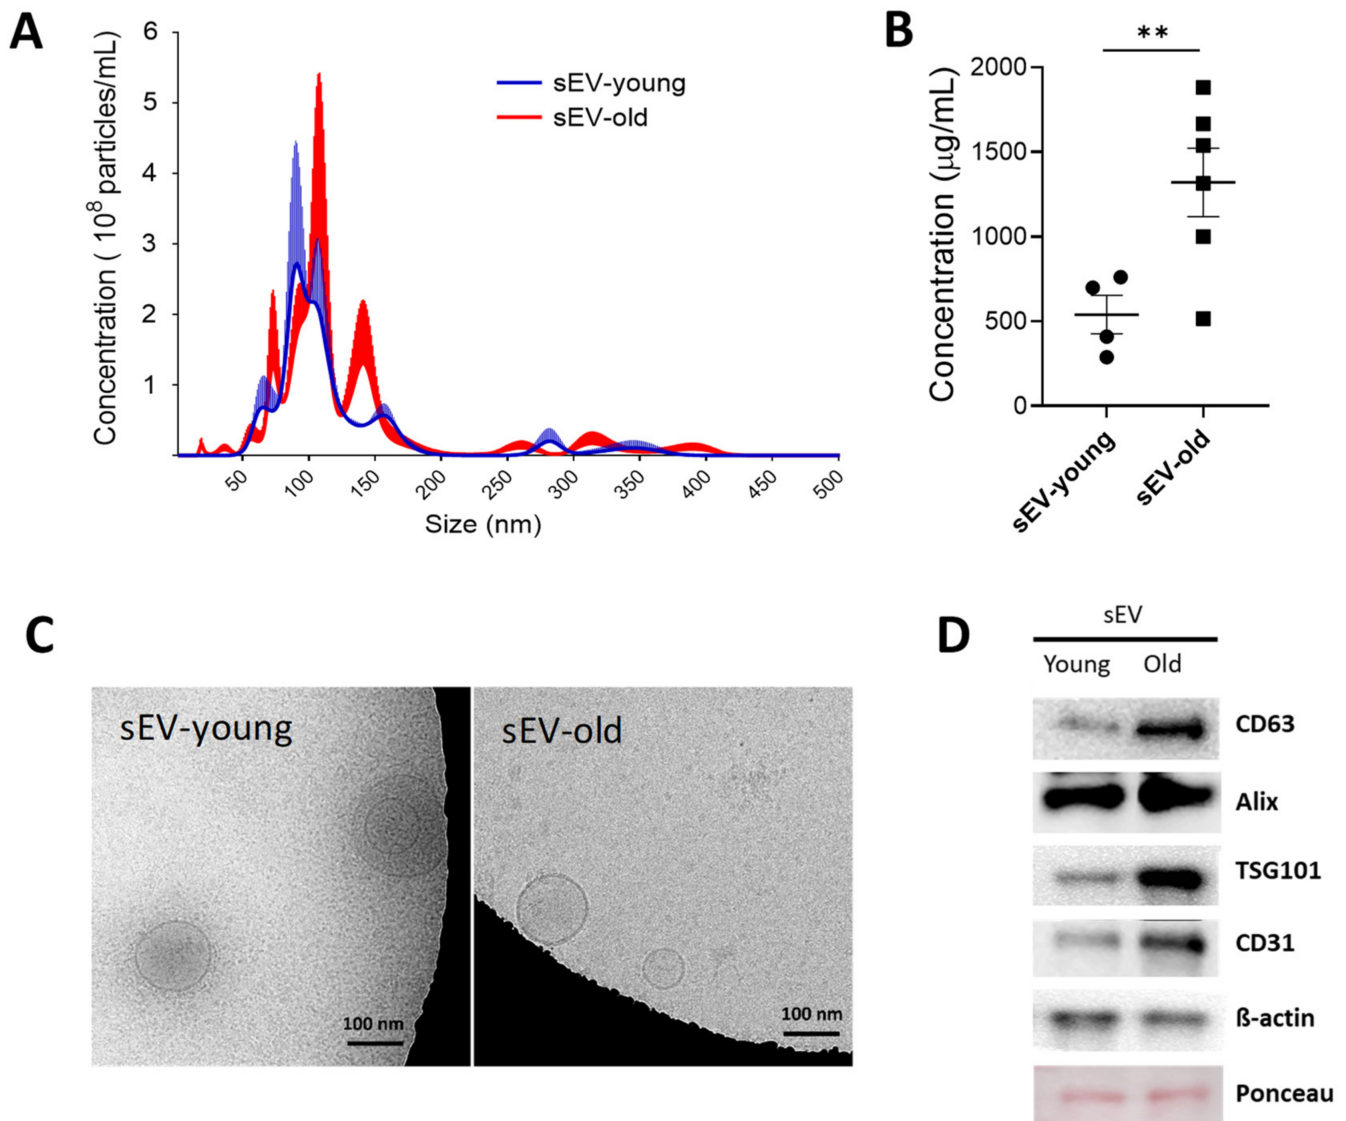 A
Concentration ( 10⁸ particles/mL)
6
5
4
3
2
1
sEV-young
sEV-old
50
100
150
200
250
300
350
400
450
500
Size (nm)
B
**
Concentration (µg/mL)
2000
1500
1000
500
0
sEV-young
sEV-old
C
sEV-young
100 nm
sEV-old
100 nm
D
sEV
Young Old
CD63
Alix
TSG101
CD31
ß-actin
Ponceau